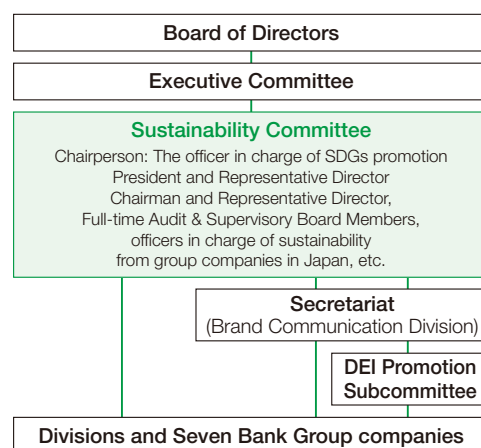 Board of Directors
Executive Committee
Sustainability Committee
Chairperson: The officer in charge of SDGs promotion
President and Representative Director
Chairman and Representative Director,
Full-time Audit & Supervisory Board Members,
officers in charge of sustainability
from group companies in Japan, etc.
Secretariat
(Brand Communication Division)
DEI Promotion
Subcommittee
Divisions and Seven Bank Group companies